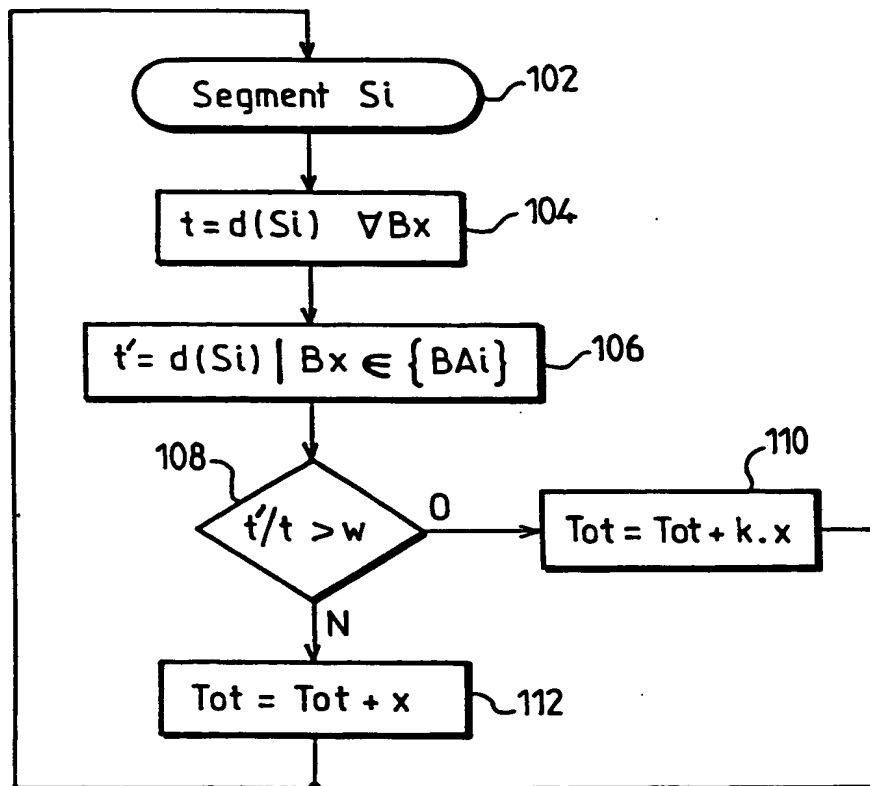 Segment Si
102
t=d(Si) ∀Bx
104
t'= d(Si) | Bx ∈ {BAi}
106
108
t'/t > w
O
N
110
Tot = Tot + k.x
Tot = Tot + x
112